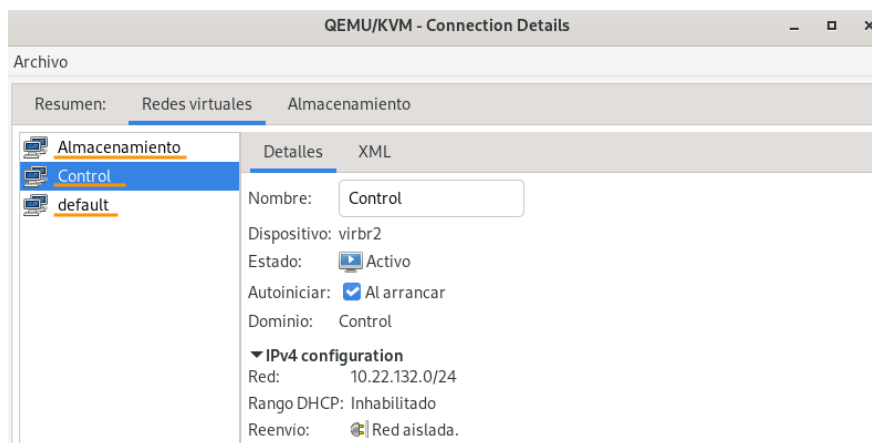 QEMU/KVM - Connection Details
Archivo
Resumen: Redes virtuales Almacenamiento
Almacenamiento
Control
default
Detalles XML
Nombre: Control
Dispositivo: virbr2
Estado: Activo
Autoiniciar: Al arrancar
Dominio: Control
IPv4 configuration
Red: 10.22.132.0/24
Rango DHCP: Inhabilitado
Reenvío: Red aislada.